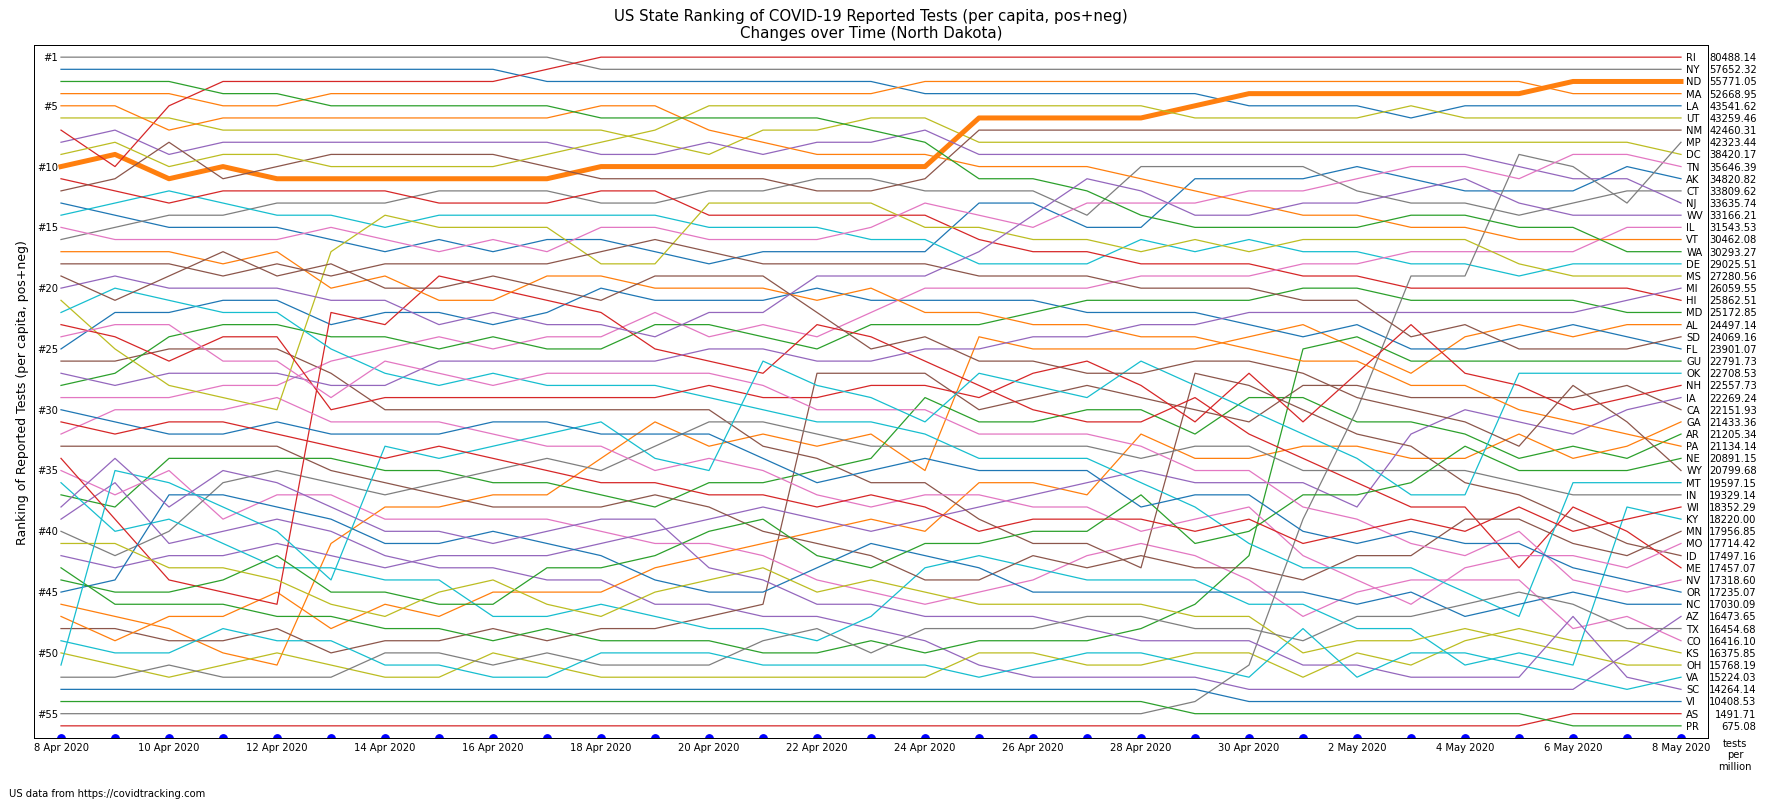 US State Ranking of COVID-19 Reported Tests (per capita, pos+neg)
Changes over Time (North Dakota)
Ranking of Reported Tests (per capita, pos+neg)
#1
#5
#10
#15
#20
#25
#30
#35
#40
#45
#50
#55
RI 80488.14
NY 57652.32
ND 55771.05
MA 52668.95
LA 43541.62
UT 43259.46
NM 42460.31
MP 42323.44
DC 38420.17
TN 35646.39
AK 34820.82
CT 33809.62
NJ 33635.74
WV 33166.21
IL 31543.53
VT 30462.08
WA 30293.27
DE 29025.51
MS 27280.56
MI 26059.55
HI 25862.51
MD 25172.85
AL 24497.14
SD 24069.16
FL 23901.07
GU 22791.73
OK 22708.53
NH 22557.73
IA 22269.24
CA 22151.93
GA 21433.36
AR 21205.34
PA 21134.14
NE 20891.15
WY 20799.68
MT 19597.15
IN 19329.14
WI 18352.29
KY 18220.00
MN 17956.85
MO 17714.42
ID 17497.16
ME 17457.07
NV 17318.60
OR 17235.07
NC 17030.09
AZ 16473.65
TX 16454.68
CO 16416.10
KS 16375.85
OH 15768.19
VA 15224.03
SC 14264.14
VI 10408.53
AS 1491.71
PR 675.08
8 Apr 2020 10 Apr 2020 12 Apr 2020 14 Apr 2020 16 Apr 2020 18 Apr 2020 20 Apr 2020 22 Apr 2020 24 Apr 2020 26 Apr 2020 28 Apr 2020 30 Apr 2020 2 May 2020 4 May 2020 6 May 2020 8 May 2020
tests
per
million
US data from https://covidtracking.com